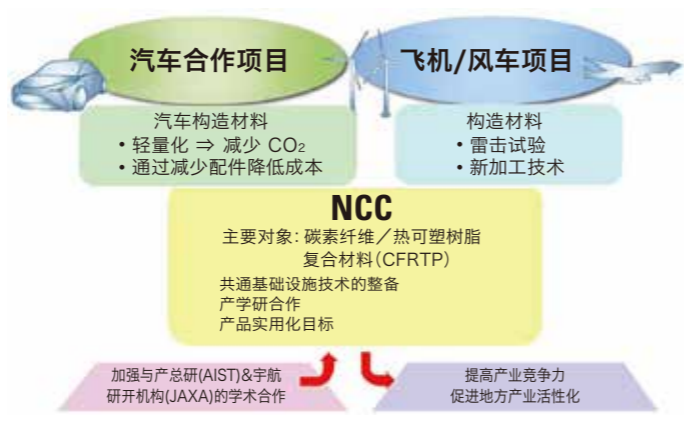 汽车合作项目
飞机/风车项目
汽车构造材料
• 轻量化 ⇒ 减少 CO₂
• 通过减少配件降低成本
构造材料
• 雷击试验
• 新加工技术
NCC
主要对象：碳素纤维／热可塑树脂
复合材料(CFRTP)
共通基础设施技术的整备
产学研合作
产品实用化目标
加强与产总研(AIST)&宇航
研开机构(JAXA)的学术合作
提高产业竞争力
促进地方产业活性化